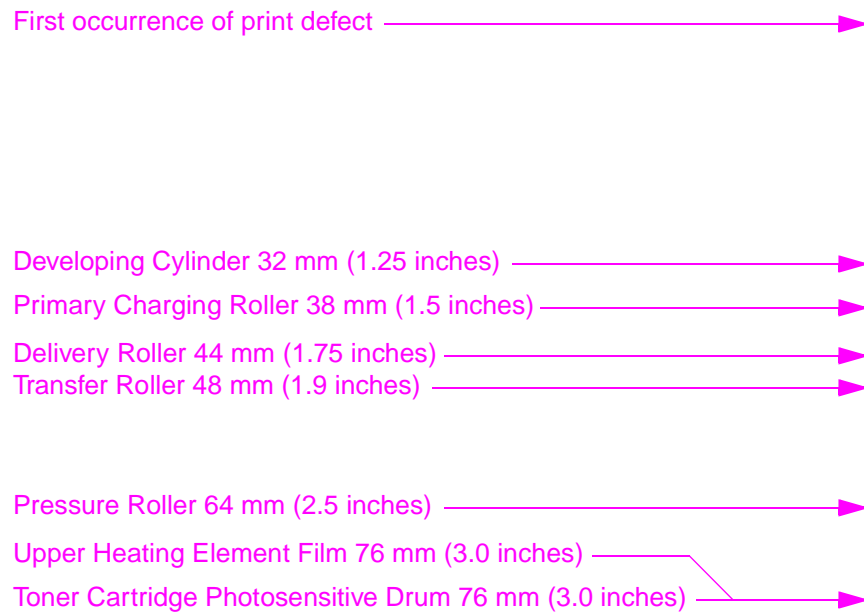 First occurrence of print defect
Developing Cylinder 32 mm (1.25 inches)
Primary Charging Roller 38 mm (1.5 inches)
Delivery Roller 44 mm (1.75 inches)
Transfer Roller 48 mm (1.9 inches)
Pressure Roller 64 mm (2.5 inches)
Upper Heating Element Film 76 mm (3.0 inches)
Toner Cartridge Photosensitive Drum 76 mm (3.0 inches)